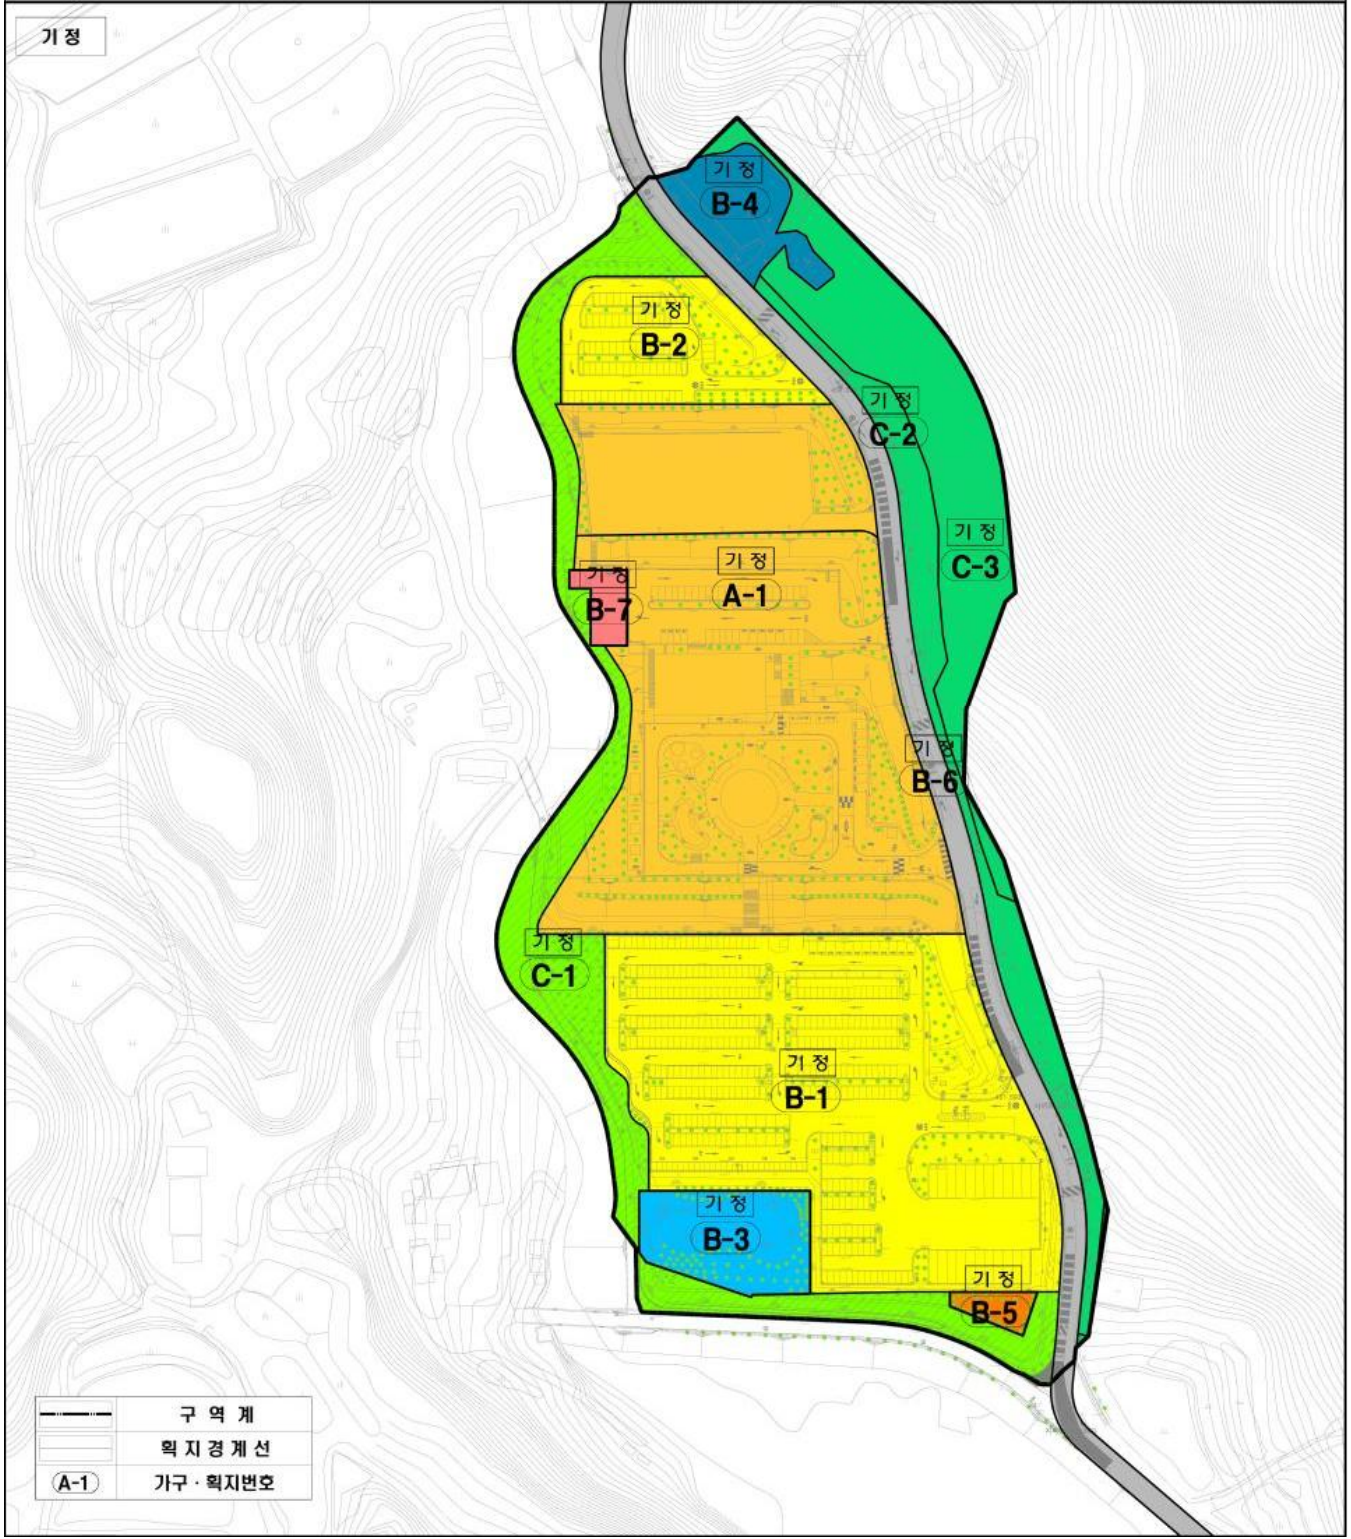 기 정
기 정
B-4
기 정
B-2
기 정
C-2
기 정
C-3
기 정
A-1
기 정
B-7
기 정
B-6
기 정
C-1
기 정
B-1
기 정
B-3
기 정
B-5
구 역 계
획 지 경 계 선
A-1 가구 · 획지번호